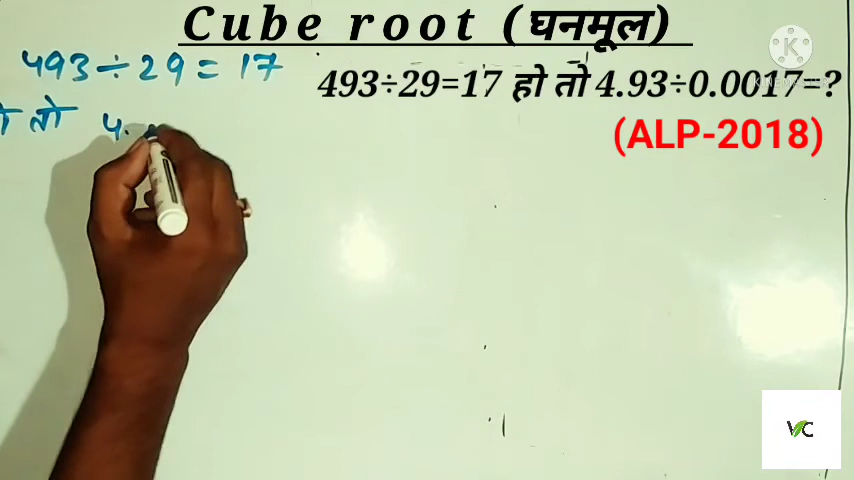 Cube root (घनमूल)
493÷29=17
493÷29=17 हो तो 4.93÷0.0017=?
तो 4.
(ALP-2018)
VC